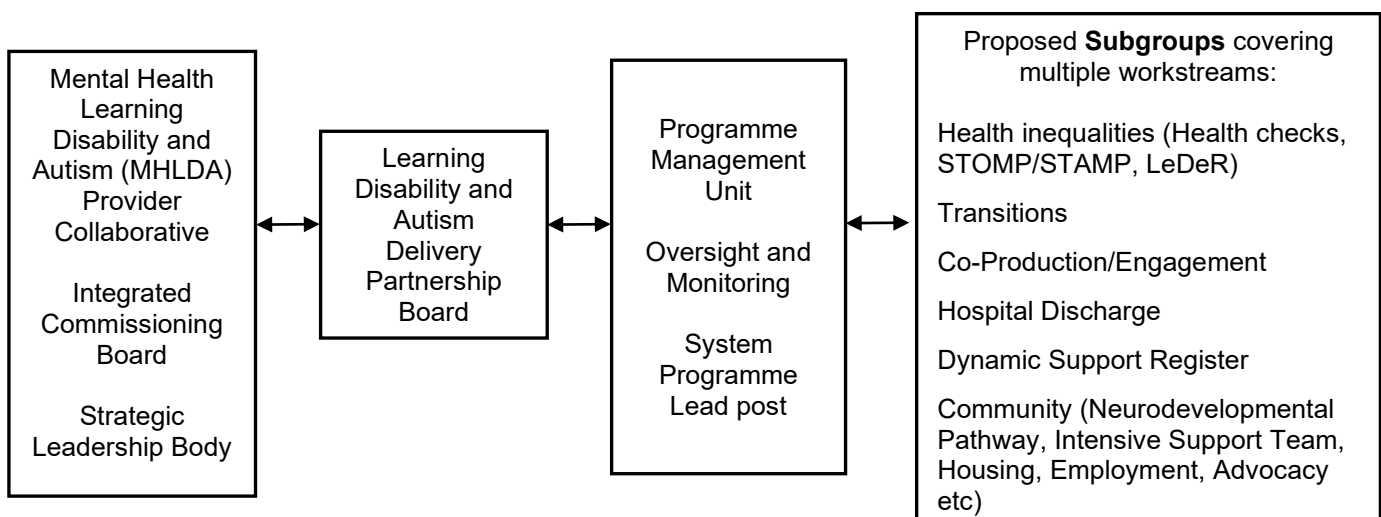 Mental Health
Learning
Disability and
Autism (MHLDA)
Provider
Collaborative
Integrated
Commissioning
Board
Strategic
Leadership Body
Learning
Disability and
Autism
Delivery
Partnership
Board
Programme
Management
Unit
Oversight and
Monitoring
System
Programme
Lead post
Proposed Subgroups covering
multiple workstreams:
Health inequalities (Health checks,
STOMP/STAMP, LeDeR)
Transitions
Co-Production/Engagement
Hospital Discharge
Dynamic Support Register
Community (Neurodevelopmental
Pathway, Intensive Support Team,
Housing, Employment, Advocacy
etc)